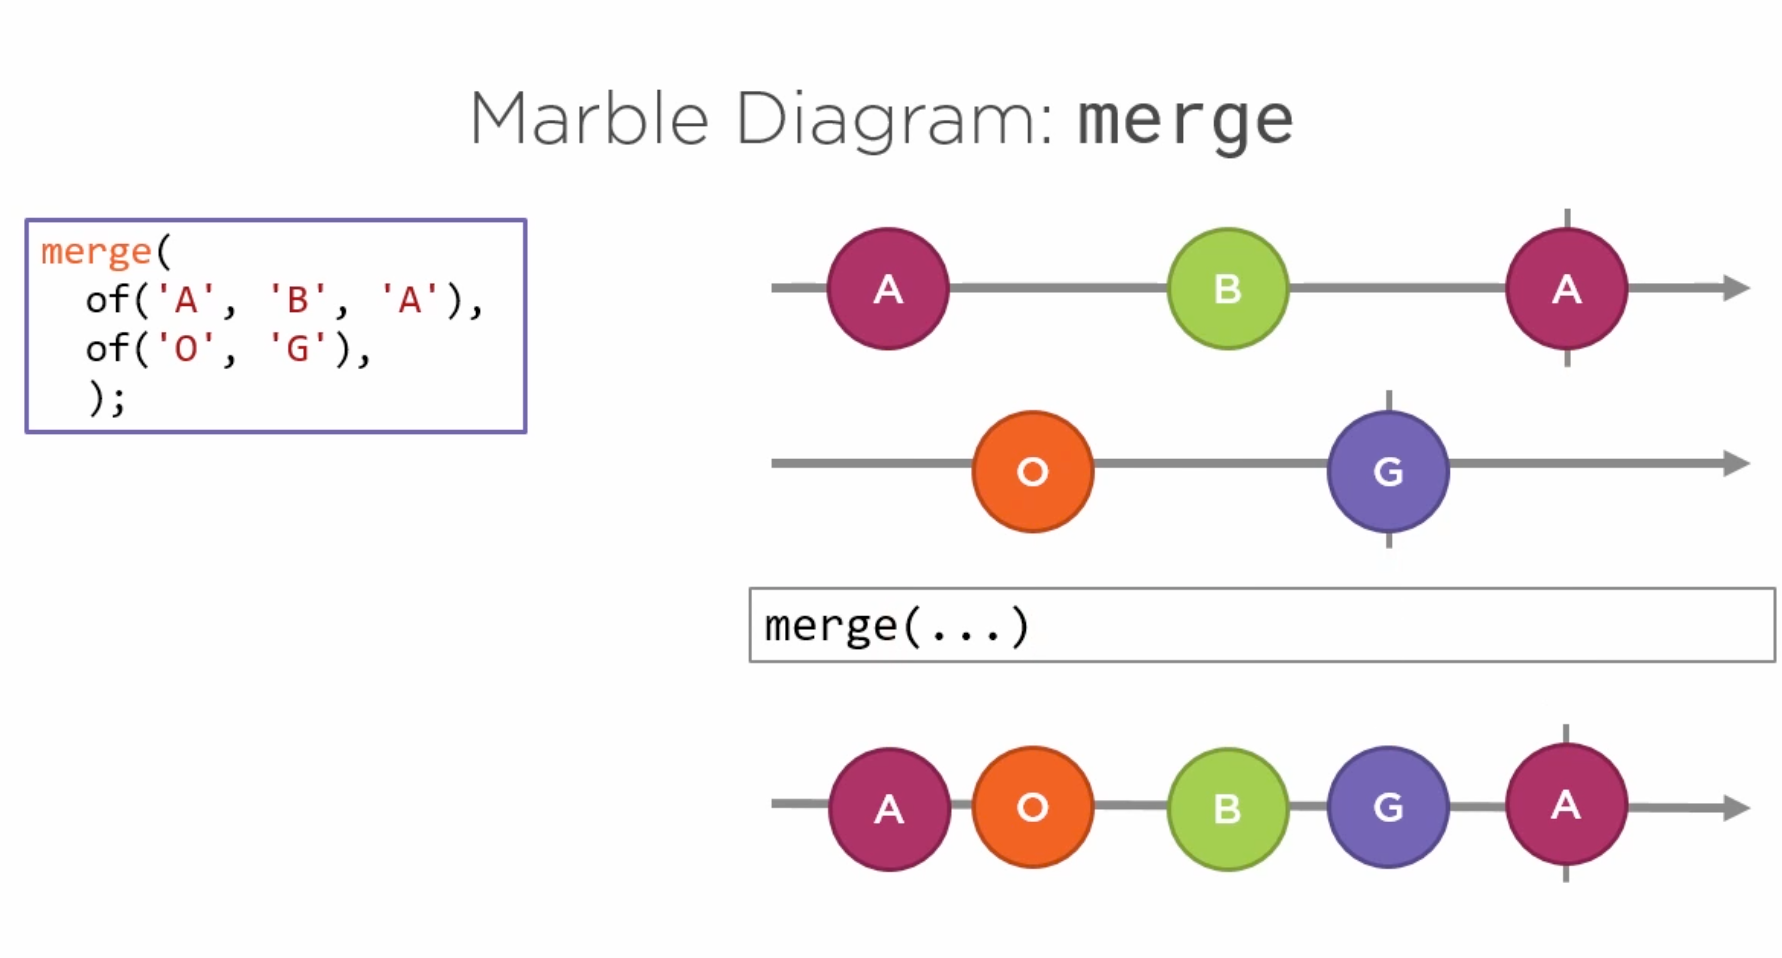 Marble Diagram: merge
merge(
of('A', 'B', 'A'),
of('O', 'G'),
);
A B A
O G
merge(...)
A O B G A